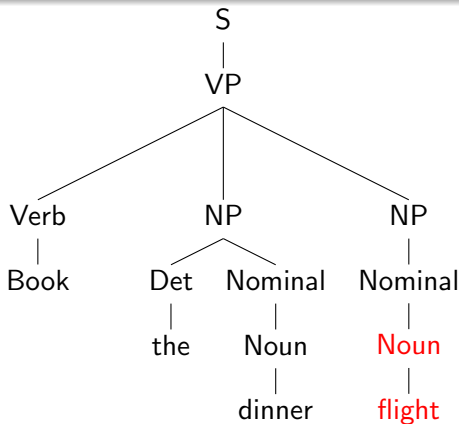 S
VP
Verb NP NP
Book Det Nominal Nominal
the Noun Noun
dinner flight